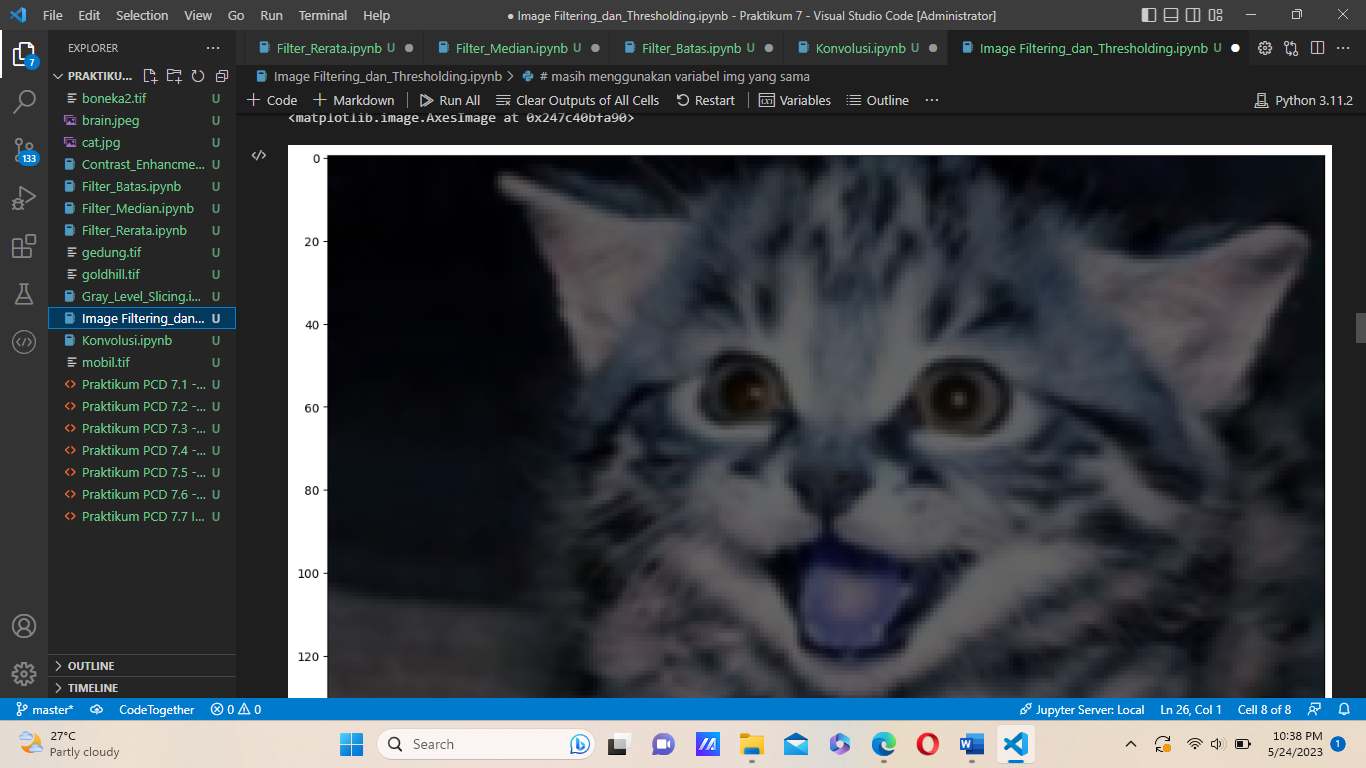 File Edit Selection View Go Run Terminal Help
● Image Filtering_dan_Thresholding.ipynb - Praktikum 7 - Visual Studio Code [Administrator]
EXPLORER
Filter_Rerata.ipynb U
Filter_Median.ipynb U
Filter_Batas.ipynb U
Konvolusi.ipynb U
Image Filtering_dan_Thresholding.ipynb U
PRAKTIKU...
Image Filtering_dan_Thresholding.ipynb > # masih menggunakan variabel img yang sama
Code Markdown Run All Clear Outputs of All Cells Restart Variables Outline ... Python 3.11.2
<matplotlib.image.AxesImage at 0x247c40bfa90>
7
133
boneka2.tif U
brain.jpeg U
cat.jpg U
Contrast_Enhancme... U
Filter_Batas.ipynb U
Filter_Median.ipynb U
Filter_Rerata.ipynb U
gedung.tif U
goldhill.tif U
Gray_Level_Slicing.i... U
Image Filtering_dan... U
Konvolusi.ipynb U
mobil.tif U
Praktikum PCD 7.1 -... U
Praktikum PCD 7.2 -... U
Praktikum PCD 7.3 -... U
Praktikum PCD 7.4 -... U
Praktikum PCD 7.5 -... U
Praktikum PCD 7.6 -... U
Praktikum PCD 7.7 I... U
OUTLINE
TIMELINE
0
20
40
60
80
100
120
master* CodeTogether 0 0 Jupyter Server: Local Ln 26, Col 1 Cell 8 of 8
27°C
Partly cloudy
Search
10:38 PM
5/24/2023
1